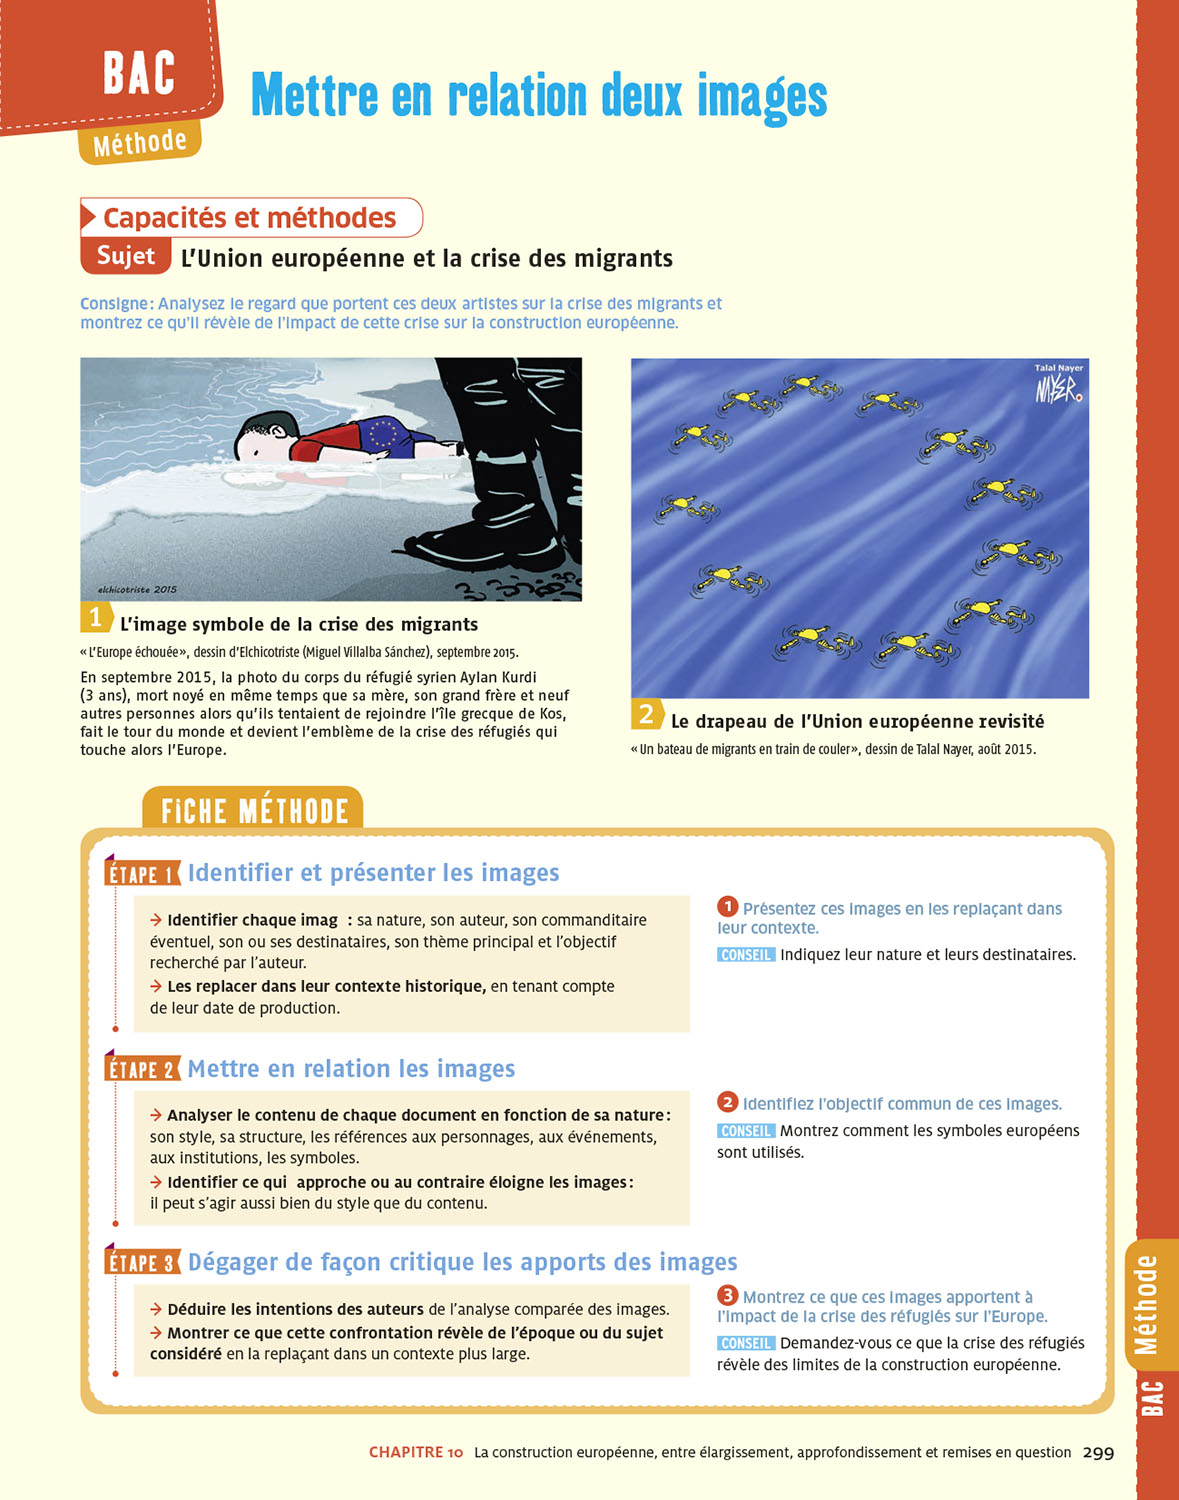 BAC
Méthode
Mettre en relation deux images
Capacités et méthodes
Sujet L'Union européenne et la crise des migrants
Consigne : Analysez le regard que portent ces deux artistes sur la crise des migrants et
montrez ce qu'il révèle de l'impact de cette crise sur la construction européenne.
elchicotriste 2015
1 L'image symbole de la crise des migrants
« L'Europe échouée », dessin d'Elchicotriste (Miguel Villalba Sánchez), septembre 2015.
En septembre 2015, la photo du corps du réfugié syrien Aylan Kurdi
(3 ans), mort noyé en même temps que sa mère, son grand frère et neuf
autres personnes alors qu'ils tentaient de rejoindre l'île grecque de Kos,
fait le tour du monde et devient l'emblème de la crise des réfugiés qui
touche alors l'Europe.
Talal Nayer
NAYER.
2 Le drapeau de l'Union européenne revisité
« Un bateau de migrants en train de couler », dessin de Talal Nayer, août 2015.
FICHE MÉTHODE
ÉTAPE 1 Identifier et présenter les images
→ Identifier chaque imag : sa nature, son auteur, son commanditaire
éventuel, son ou ses destinataires, son thème principal et l'objectif
recherché par l'auteur.
→ Les replacer dans leur contexte historique, en tenant compte
de leur date de production.
1 Présentez ces images en les replaçant dans
leur contexte.
CONSEIL Indiquez leur nature et leurs destinataires.
ÉTAPE 2 Mettre en relation les images
→ Analyser le contenu de chaque document en fonction de sa nature :
son style, sa structure, les références aux personnages, aux événements,
aux institutions, les symboles.
→ Identifier ce qui approche ou au contraire éloigne les images :
il peut s'agir aussi bien du style que du contenu.
2 Identifiez l'objectif commun de ces images.
CONSEIL Montrez comment les symboles européens
sont utilisés.
ÉTAPE 3 Dégager de façon critique les apports des images
→ Déduire les intentions des auteurs de l'analyse comparée des images.
→ Montrer ce que cette confrontation révèle de l'époque ou du sujet
considéré en la replaçant dans un contexte plus large.
3 Montrez ce que ces images apportent à
l'impact de la crise des réfugiés sur l'Europe.
CONSEIL Demandez-vous ce que la crise des réfugiés
révèle des limites de la construction européenne.
BAC Méthode
CHAPITRE 10 La construction européenne, entre élargissement, approfondissement et remises en question 299